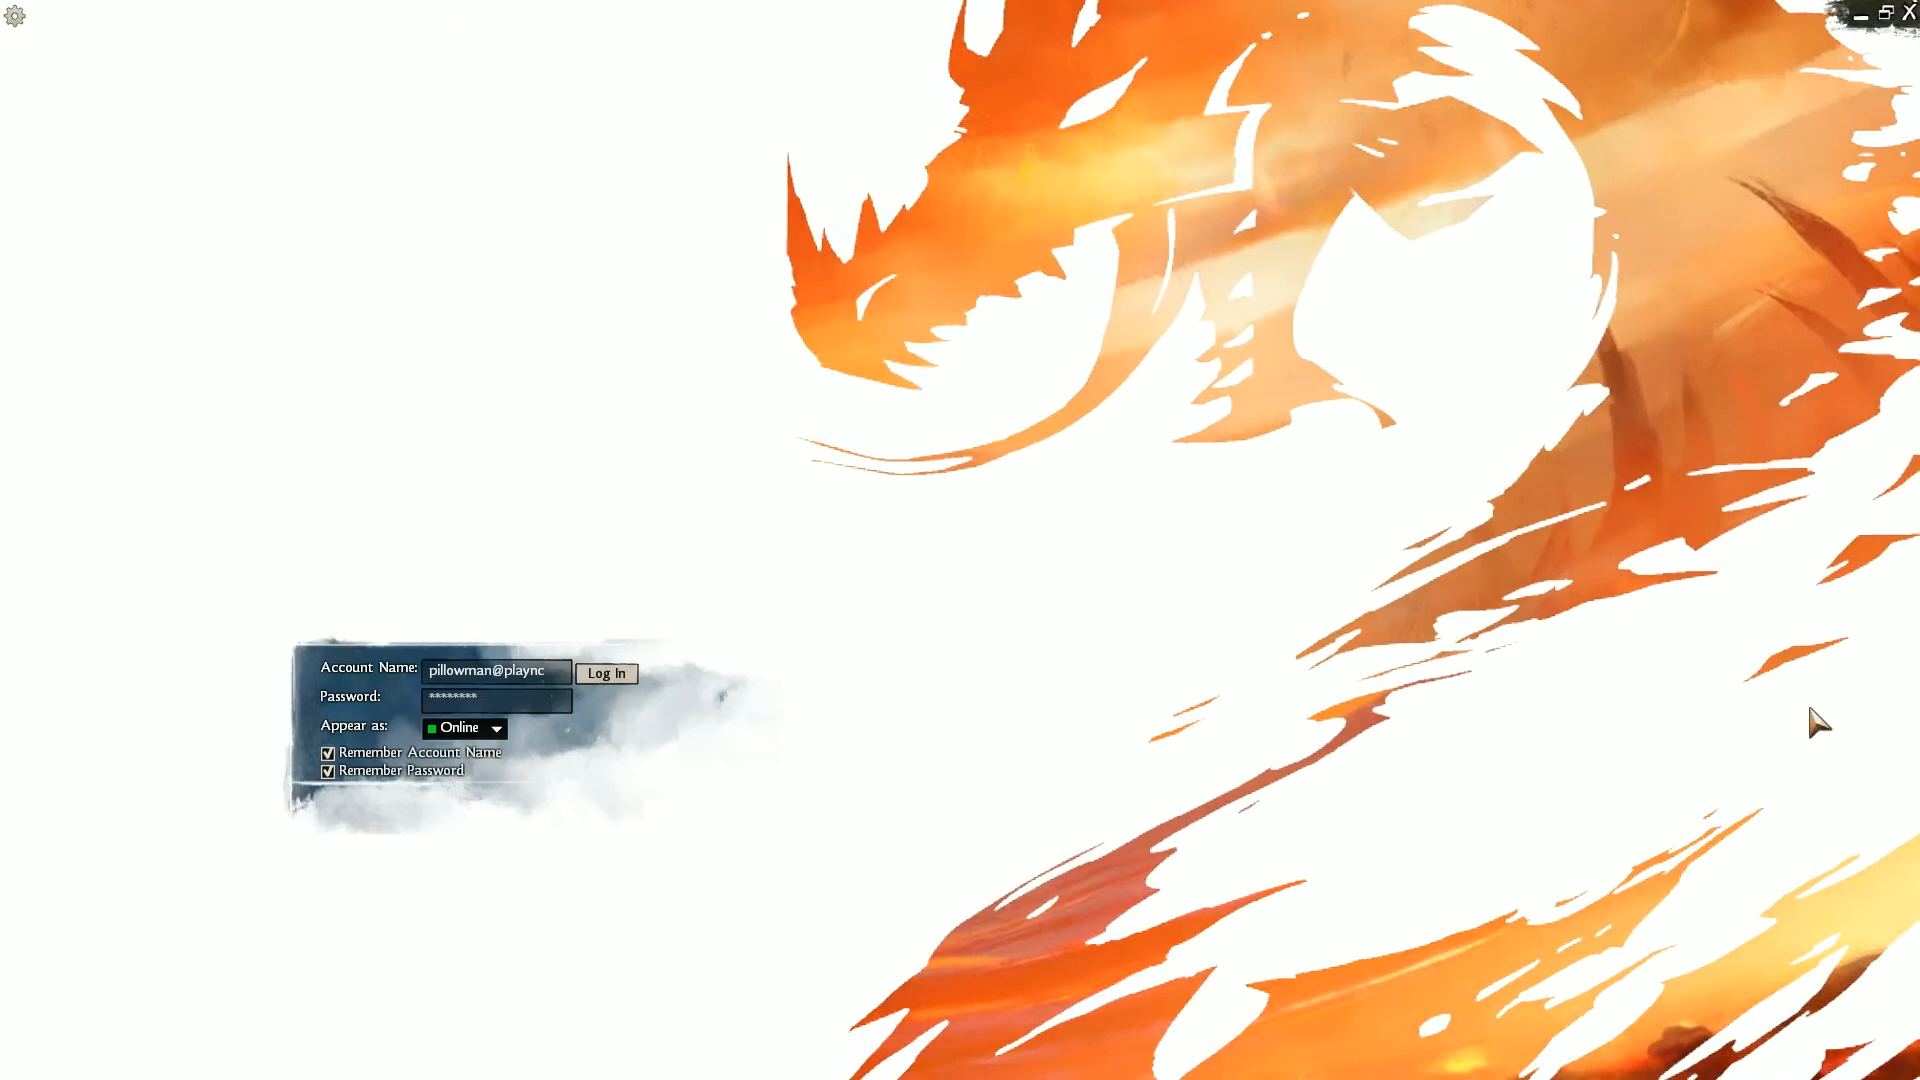 Account Name: pillowman@plaync Log In
Password: ********
Appear as: Online
Remember Account Name
Remember Password